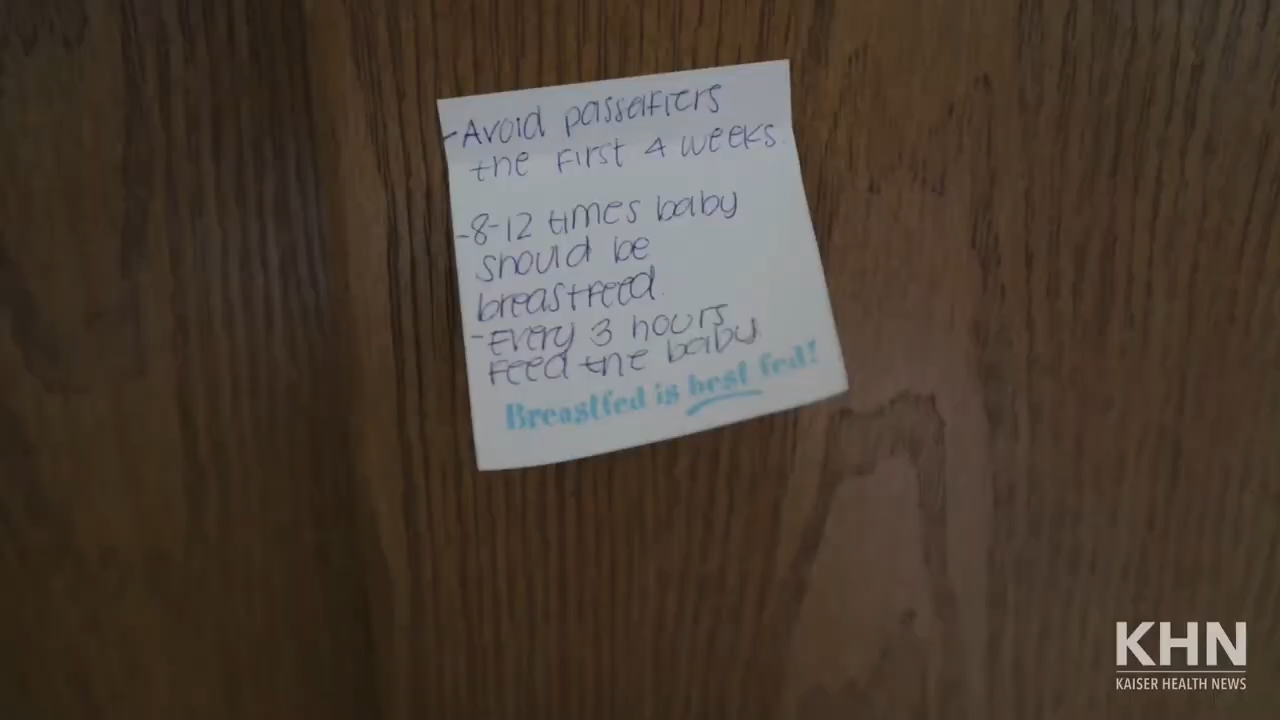 -Avoid passafiers
the first 4 weeks.
-8-12 times baby
should be
breastfeed.
-Every 3 hours
feed the baby.
Breastfed is best fed!
KHN
KAISER HEALTH NEWS